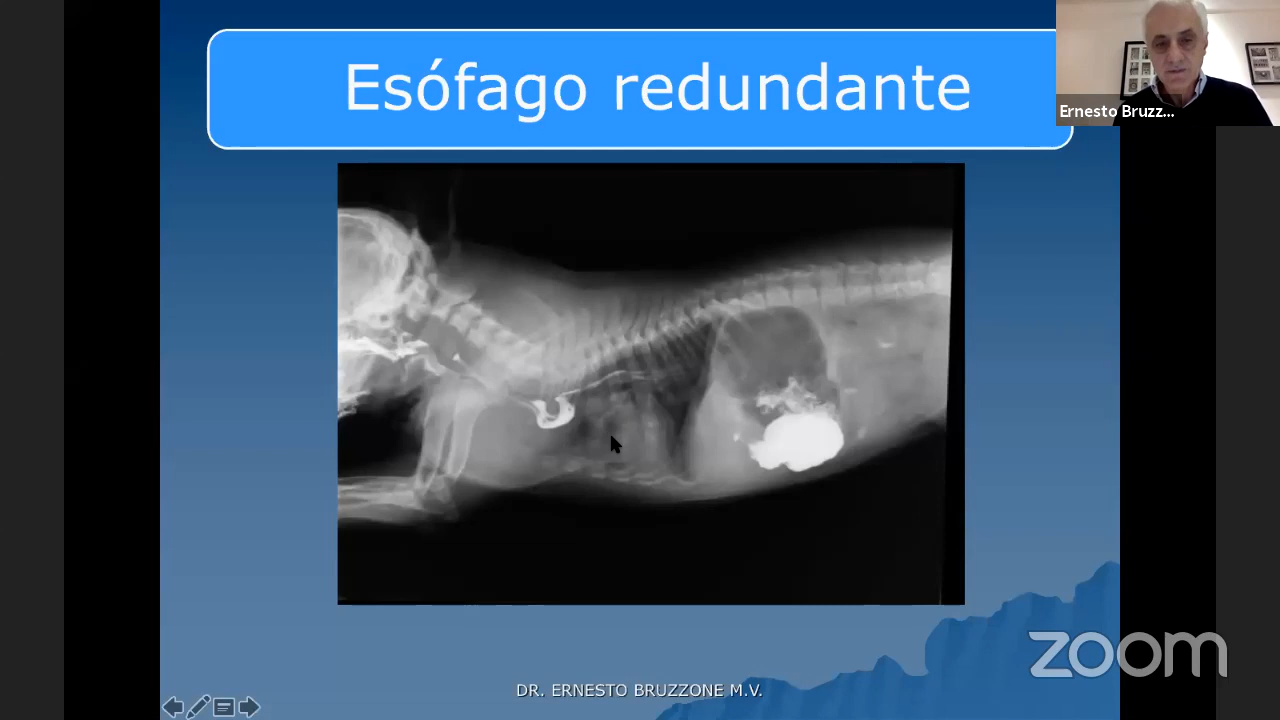 Esófago redundante
Ernesto Bruzz...
zoom
DR. ERNESTO BRUZZONE M.V.